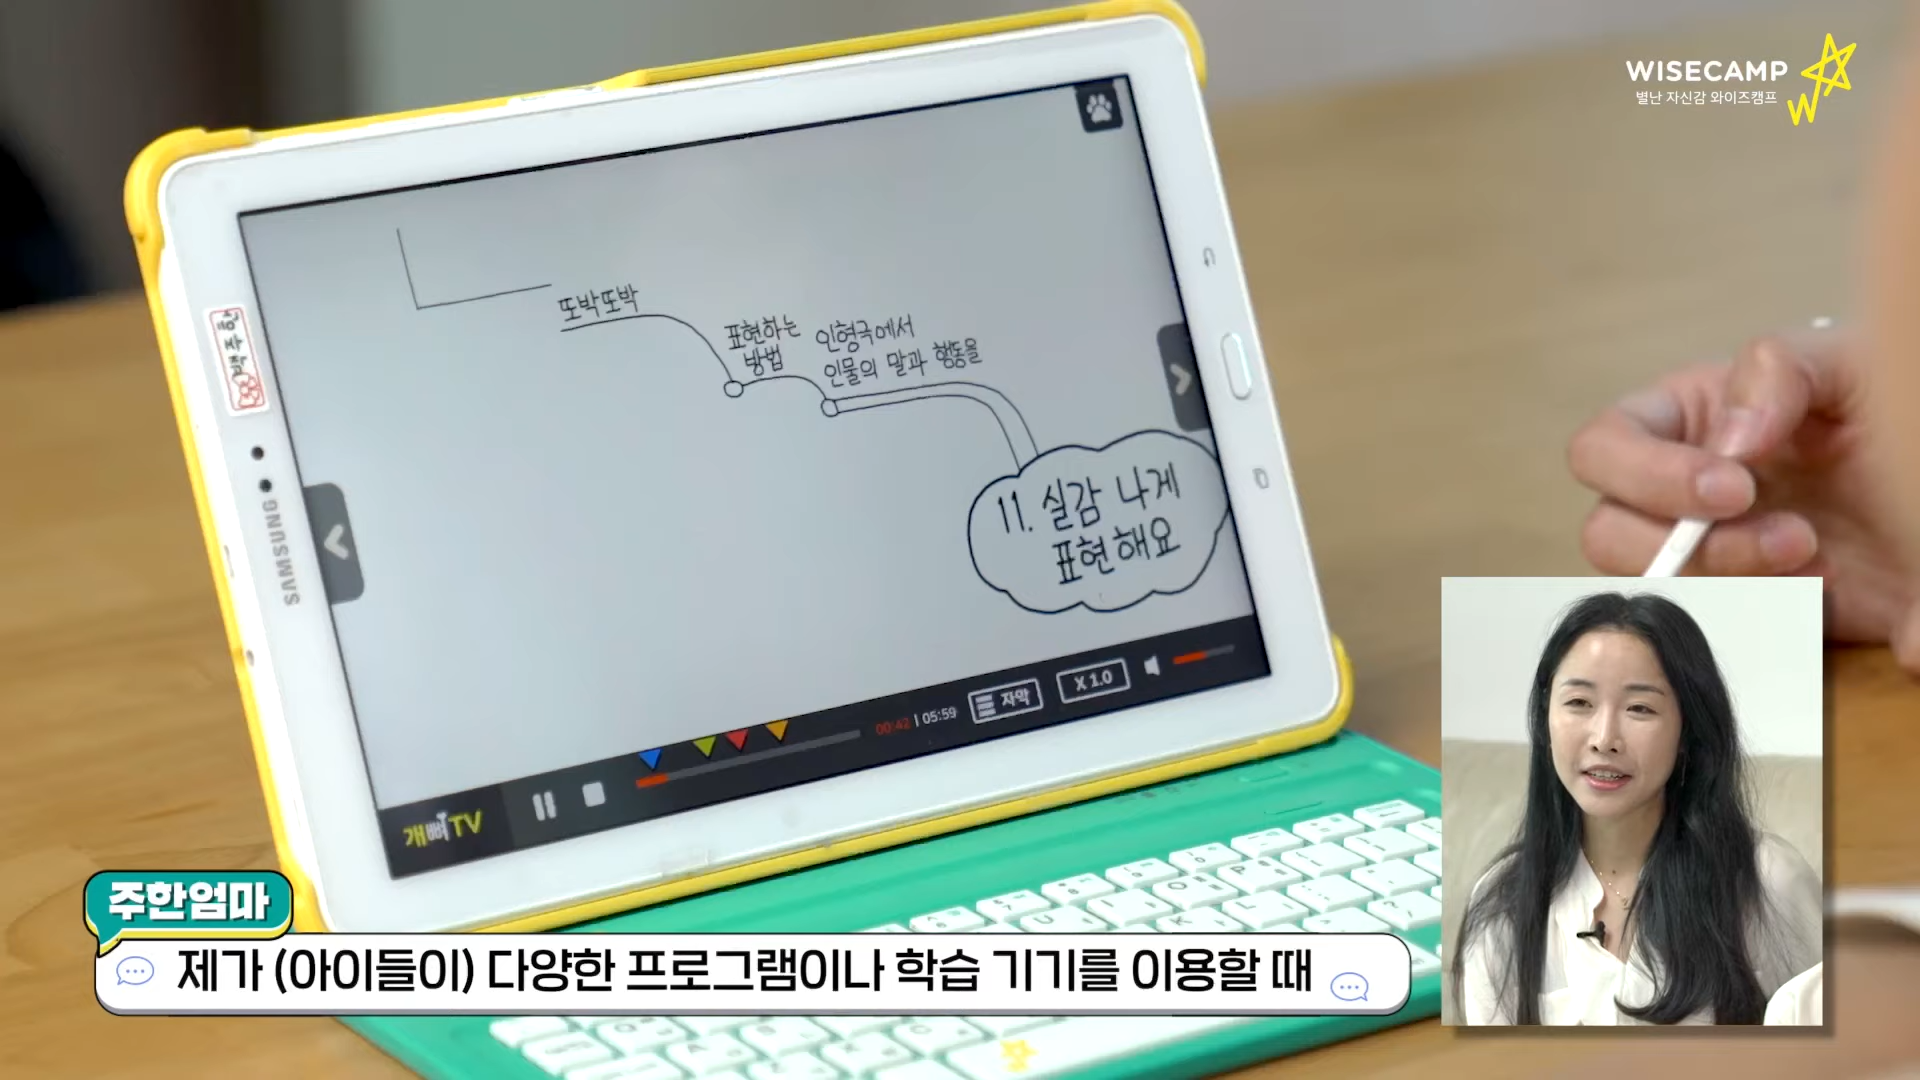 WISECAMP
별난 자신감 와이즈캠프
또박또박
표현하는
방법
인형극에서
인물의 말과 행동을
11. 실감 나게
표현해요
백주한
SAMSUNG
개뼈TV
00:42 | 05:59
자막
X 1.0
주한엄마
제가 (아이들이) 다양한 프로그램이나 학습 기기를 이용할 때